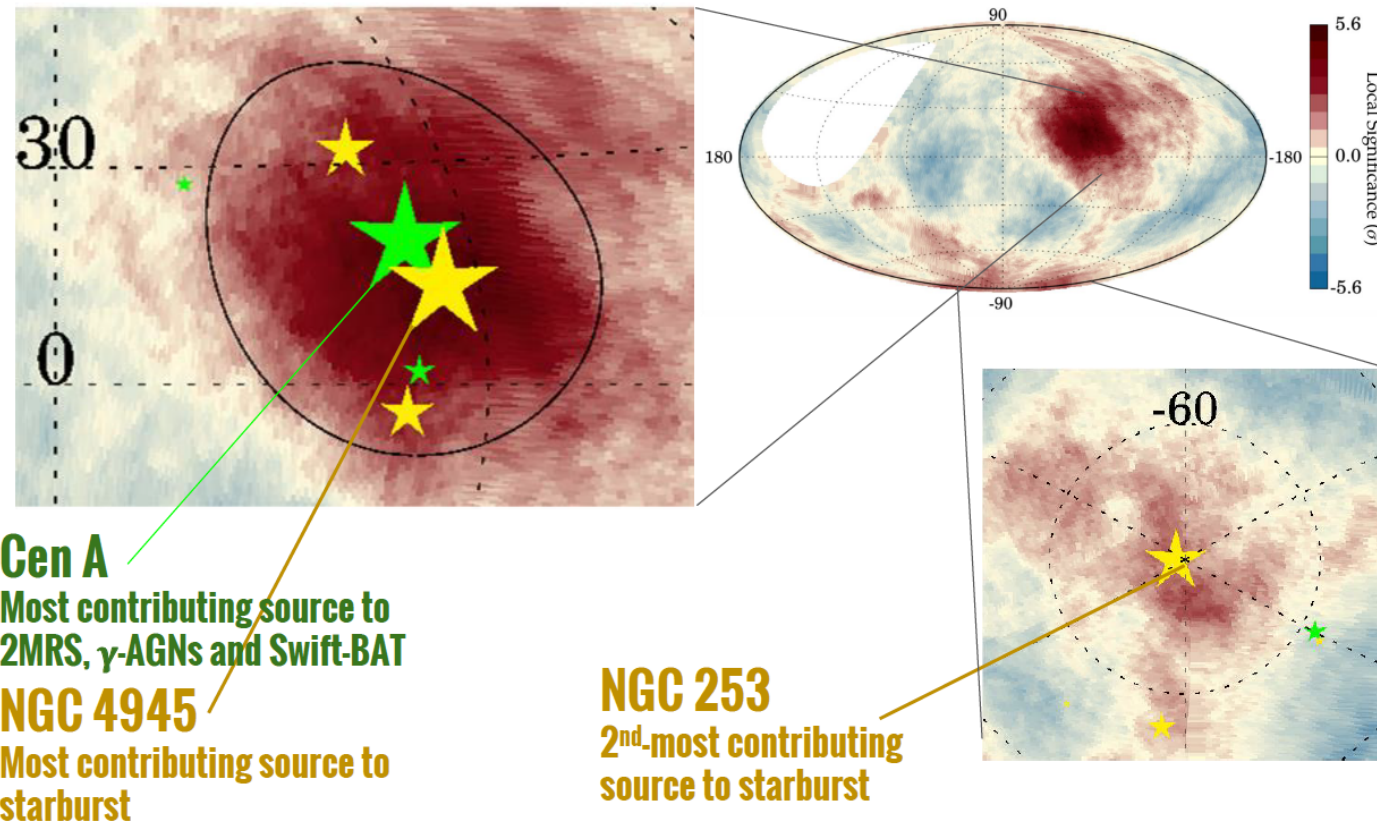 30
0
90
180
-180
-90
5.6
0.0
-5.6
Local Significance (σ)
-60
Cen A
Most contributing source to
2MRS, γ-AGNs and Swift-BAT
NGC 4945
Most contributing source to
starburst
NGC 253
2nd-most contributing
source to starburst